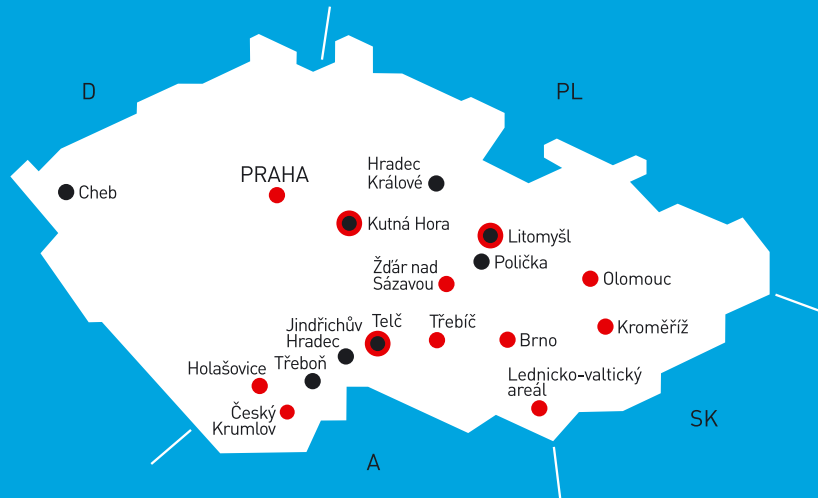 D
PL
PRAHA
Hradec
Králové
Cheb
Kutná Hora
Litomyšl
Polička
Žďár nad
Sázavou
Olomouc
Jindřichův
Hradec
Telč
Třebíč
Kroměříž
Brno
Třeboň
Holašovice
Lednicko-valtický
areál
Český
Krumlov
SK
A